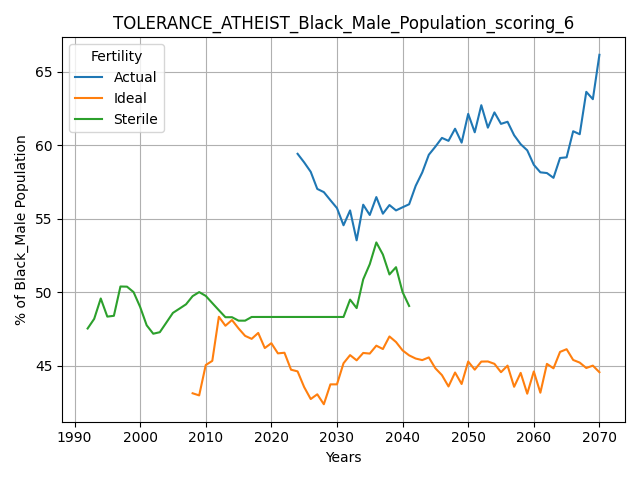 TOLERANCE_ATHEIST_Black_Male_Population_scoring_6
Fertility
Actual
Ideal
Sterile
% of Black_Male Population
65
60
55
50
45
1990 2000 2010 2020 2030 2040 2050 2060 2070
Years